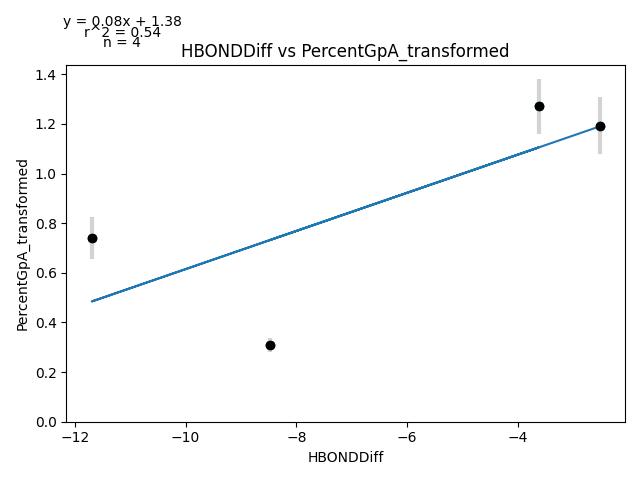 y = 0.08x + 1.38
r^2 = 0.54
n = 4
HBONDDiff vs PercentGpA_transformed
PercentGpA_transformed
1.4
1.2
1.0
0.8
0.6
0.4
0.2
0.0
−12
−10
−8
−6
−4
HBONDDiff